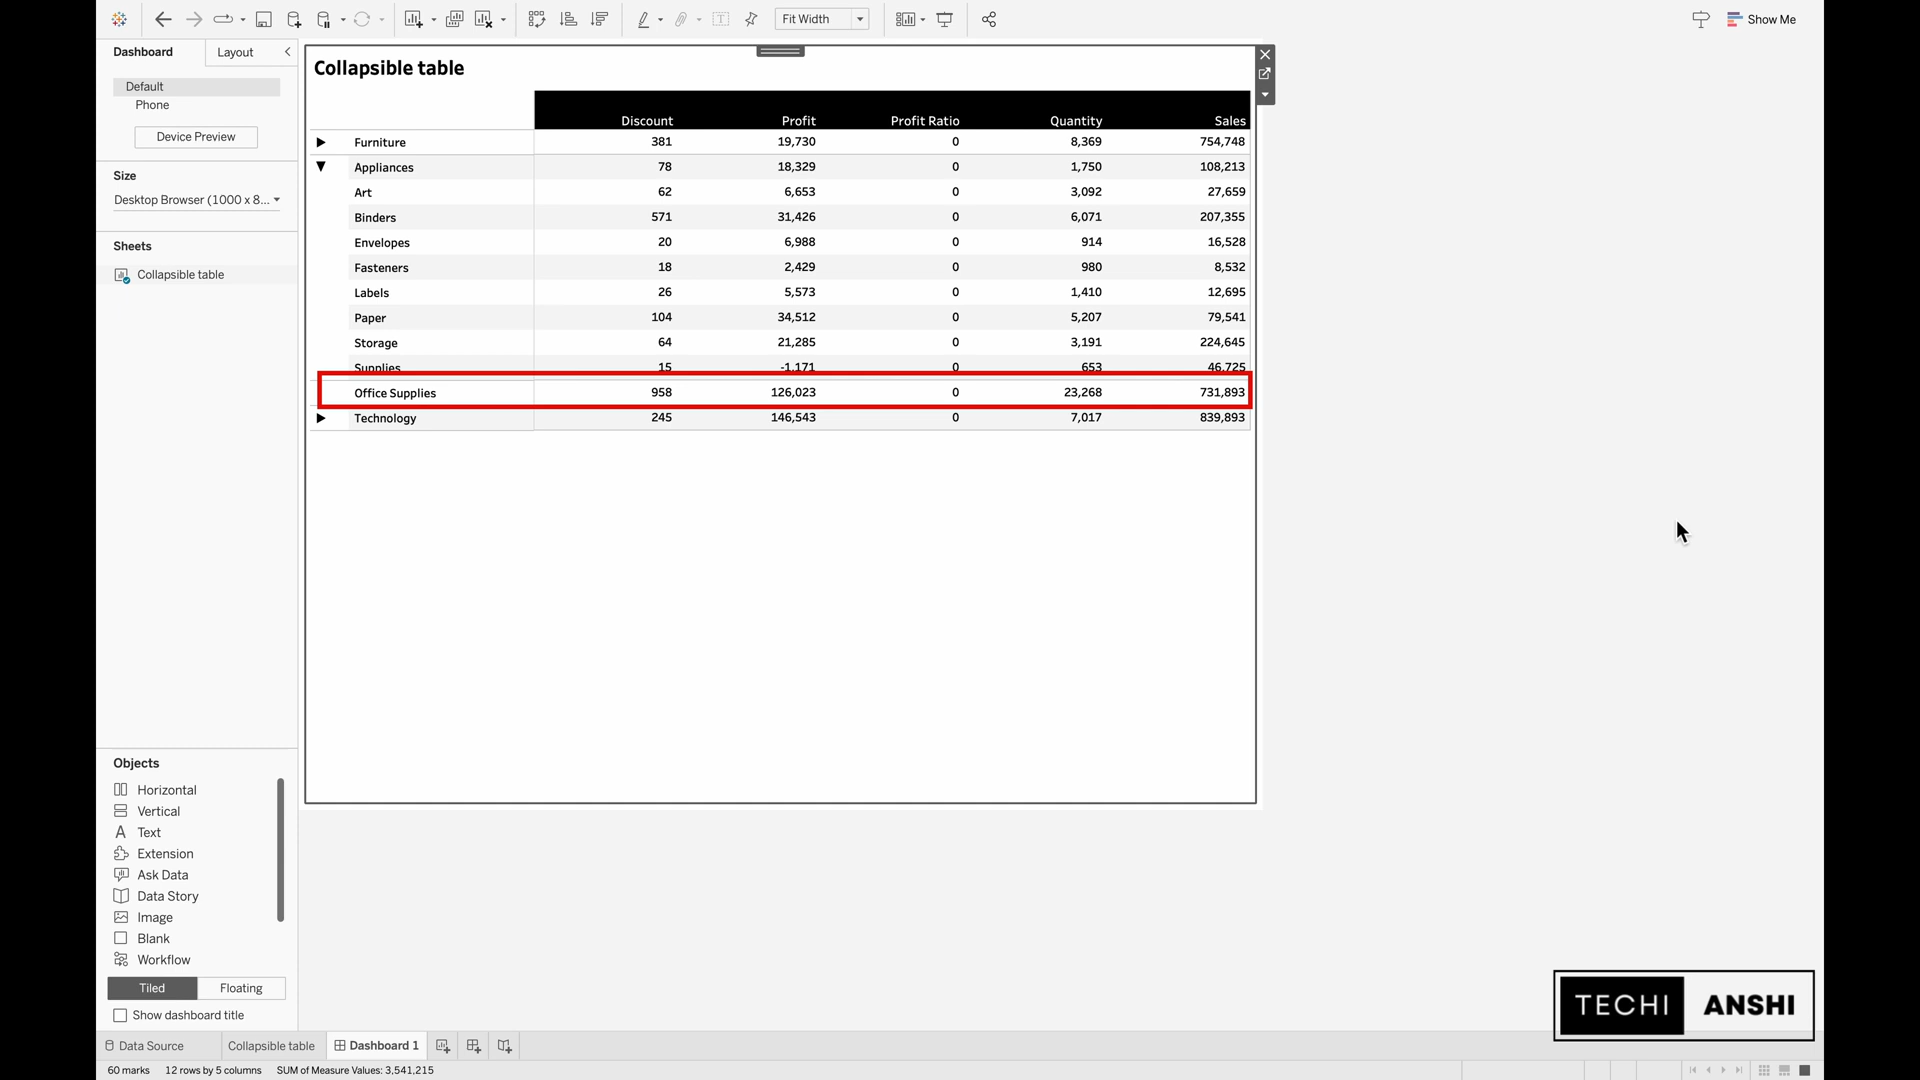 Fit Width
Show Me
Dashboard
Layout
Default
Phone
Device Preview
Size
Desktop Browser (1000 x 8...
Sheets
Collapsible table
Collapsible table
Discount Profit Profit Ratio Quantity Sales
Furniture 381 19,730 0 8,369 754,748
Appliances 78 18,329 0 1,750 108,213
Art 62 6,653 0 3,092 27,659
Binders 571 31,426 0 6,071 207,355
Envelopes 20 6,988 0 914 16,528
Fasteners 18 2,429 0 980 8,532
Labels 26 5,573 0 1,410 12,695
Paper 104 34,512 0 5,207 79,541
Storage 64 21,285 0 3,191 224,645
Supplies 15 -1,171 0 653 46,725
Office Supplies 958 126,023 0 23,268 731,893
Technology 245 146,543 0 7,017 839,893
Objects
Horizontal
Vertical
Text
Extension
Ask Data
Data Story
Image
Blank
Workflow
Tiled
Floating
Show dashboard title
TECHI ANSHI
Data Source
Collapsible table
Dashboard 1
60 marks 12 rows by 5 columns SUM of Measure Values: 3,541,215